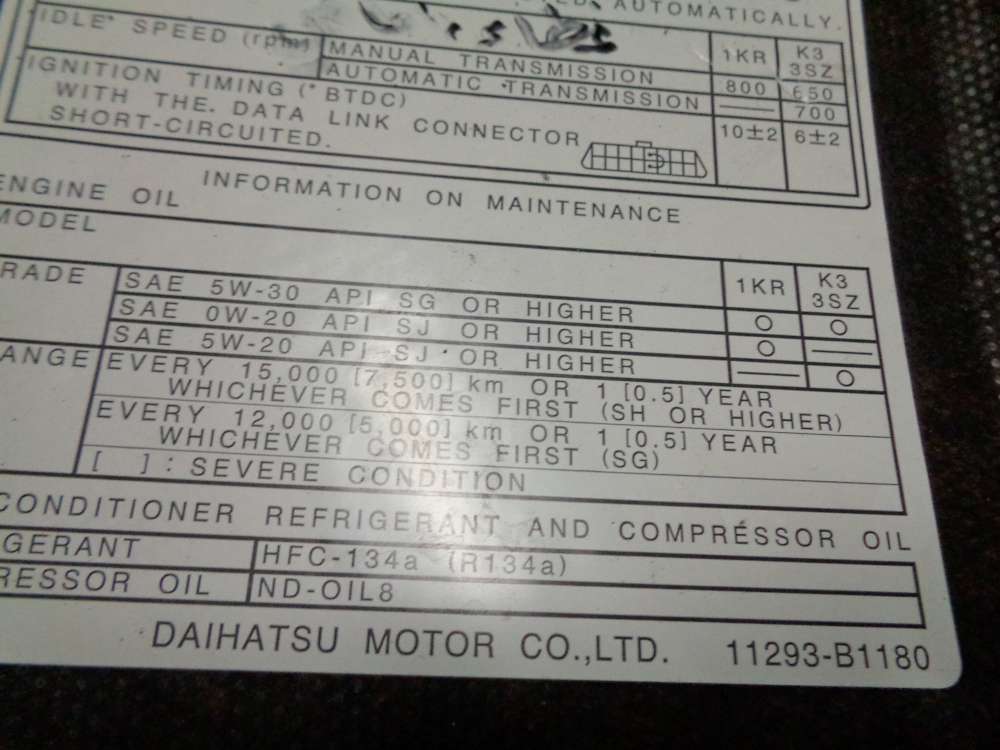 AUTOMATICALLY.
1KR K3 3SZ
IDLE SPEED (rpm) MANUAL TRANSMISSION 800 650
AUTOMATIC TRANSMISSION —— 700
IGNITION TIMING (°BTDC) 10±2 6±2
WITH THE DATA LINK CONNECTOR
SHORT-CIRCUITED.
INFORMATION ON MAINTENANCE
ENGINE OIL
MODEL 1KR K3 3SZ
RADE SAE 5W-30 API SG OR HIGHER O O
SAE 0W-20 API SJ OR HIGHER O ——
SAE 5W-20 API SJ OR HIGHER —— O
ANGE EVERY 15,000 [7,500] km OR 1 [0.5] YEAR
WHICHEVER COMES FIRST (SH OR HIGHER)
EVERY 12,000 [5,000] km OR 1 [0.5] YEAR
WHICHEVER COMES FIRST (SG)
[ ] : SEVERE CONDITION
CONDITIONER REFRIGERANT AND COMPRESSOR OIL
GERANT HFC-134a (R134a)
RESSOR OIL ND-OIL8
DAIHATSU MOTOR CO.,LTD. 11293-B1180